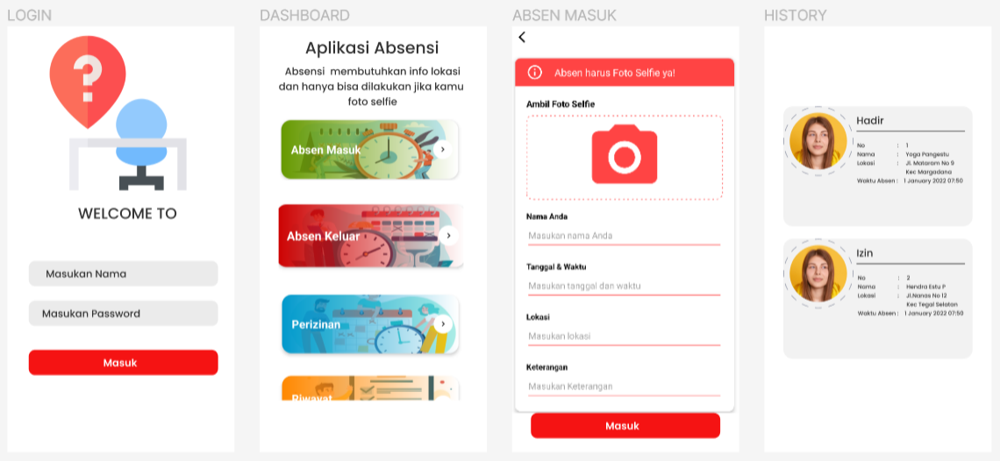 LOGIN
WELCOME TO
Masukan Nama
Masukan Password
Masuk
DASHBOARD
Aplikasi Absensi
Absensi membutuhkan info lokasi
dan hanya bisa dilakukan jika kamu
foto selfie
Absen Masuk
Absen Keluar
Perizinan
Riwayat
ABSEN MASUK
Absen harus Foto Selfie ya!
Ambil Foto Selfie
Nama Anda
Masukan nama Anda
Tanggal & Waktu
Masukan tanggal dan waktu
Lokasi
Masukan lokasi
Keterangan
Masukan Keterangan
Masuk
HISTORY
Hadir
No : 1
Nama : Yoga Pangestu
Lokasi : Jl. Mataram No 9
Kec Margadana
Waktu Absen : 1 January 2022 07:50
Izin
No : 2
Nama : Hendra Estu P
Lokasi : Jl.Nanas No 12
Kec Tegal Selatan
Waktu Absen : 1 January 2022 07:50